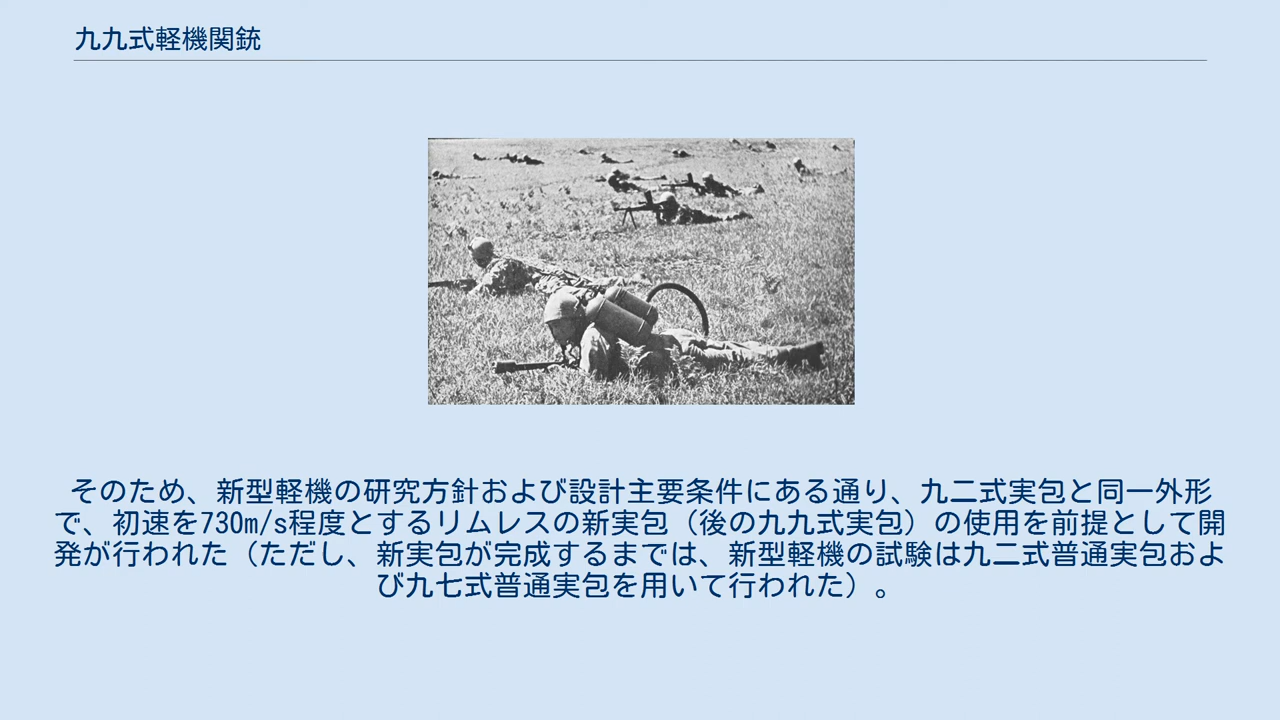 九九式軽機関銃
そのため、新型軽機の研究方針および設計主要条件にある通り、九二式実包と同一外形
で、初速を730m/s程度とするリムレスの新実包（後の九九式実包）の使用を前提として開
発が行われた（ただし、新実包が完成するまでは、新型軽機の試験は九二式普通実包およ
び九七式普通実包を用いて行われた）。